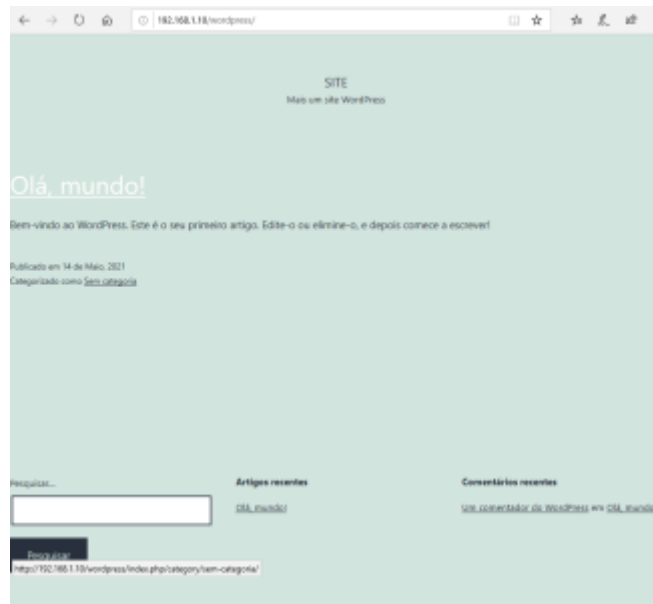 192.168.1.10/wordpress/
SITE
Mais um site WordPress
Olá, mundo!
Bem-vindo ao WordPress. Este é o seu primeiro artigo. Edite-o ou elimine-o, e depois comece a escrever!
Publicado em 14 de Maio, 2021
Categorizado como Sem categoria
Pesquisar...
Artigos recentes
Comentários recentes
Olá, mundo!
Um comentador do WordPress em Olá, mundo
Pesquisar
http://192.168.1.10/wordpress/index.php/category/sem-categoria/